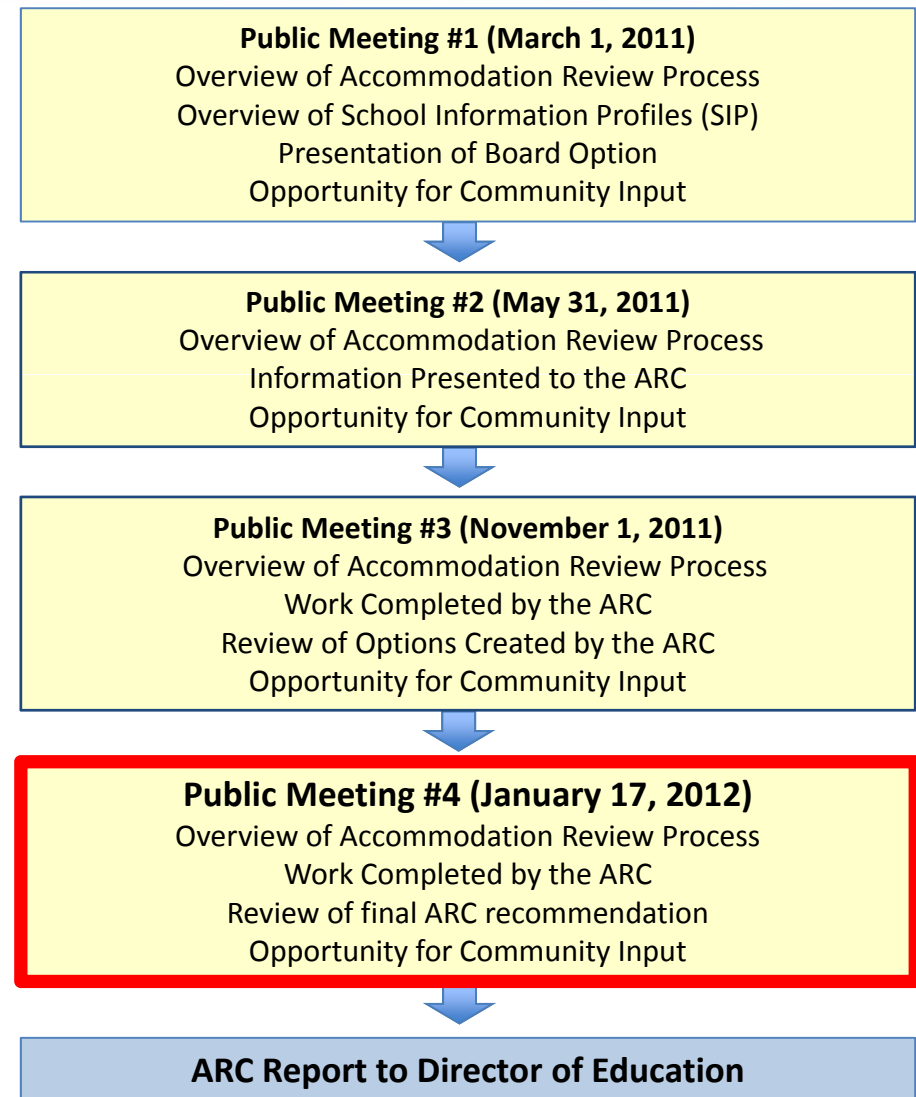 Public Meeting #1 (March 1, 2011)
Overview of Accommodation Review Process
Overview of School Information Profiles (SIP)
Presentation of Board Option
Opportunity for Community Input
Public Meeting #2 (May 31, 2011)
Overview of Accommodation Review Process
Information Presented to the ARC
Opportunity for Community Input
Public Meeting #3 (November 1, 2011)
Overview of Accommodation Review Process
Work Completed by the ARC
Review of Options Created by the ARC
Opportunity for Community Input
Public Meeting #4 (January 17, 2012)
Overview of Accommodation Review Process
Work Completed by the ARC
Review of final ARC recommendation
Opportunity for Community Input
ARC Report to Director of Education